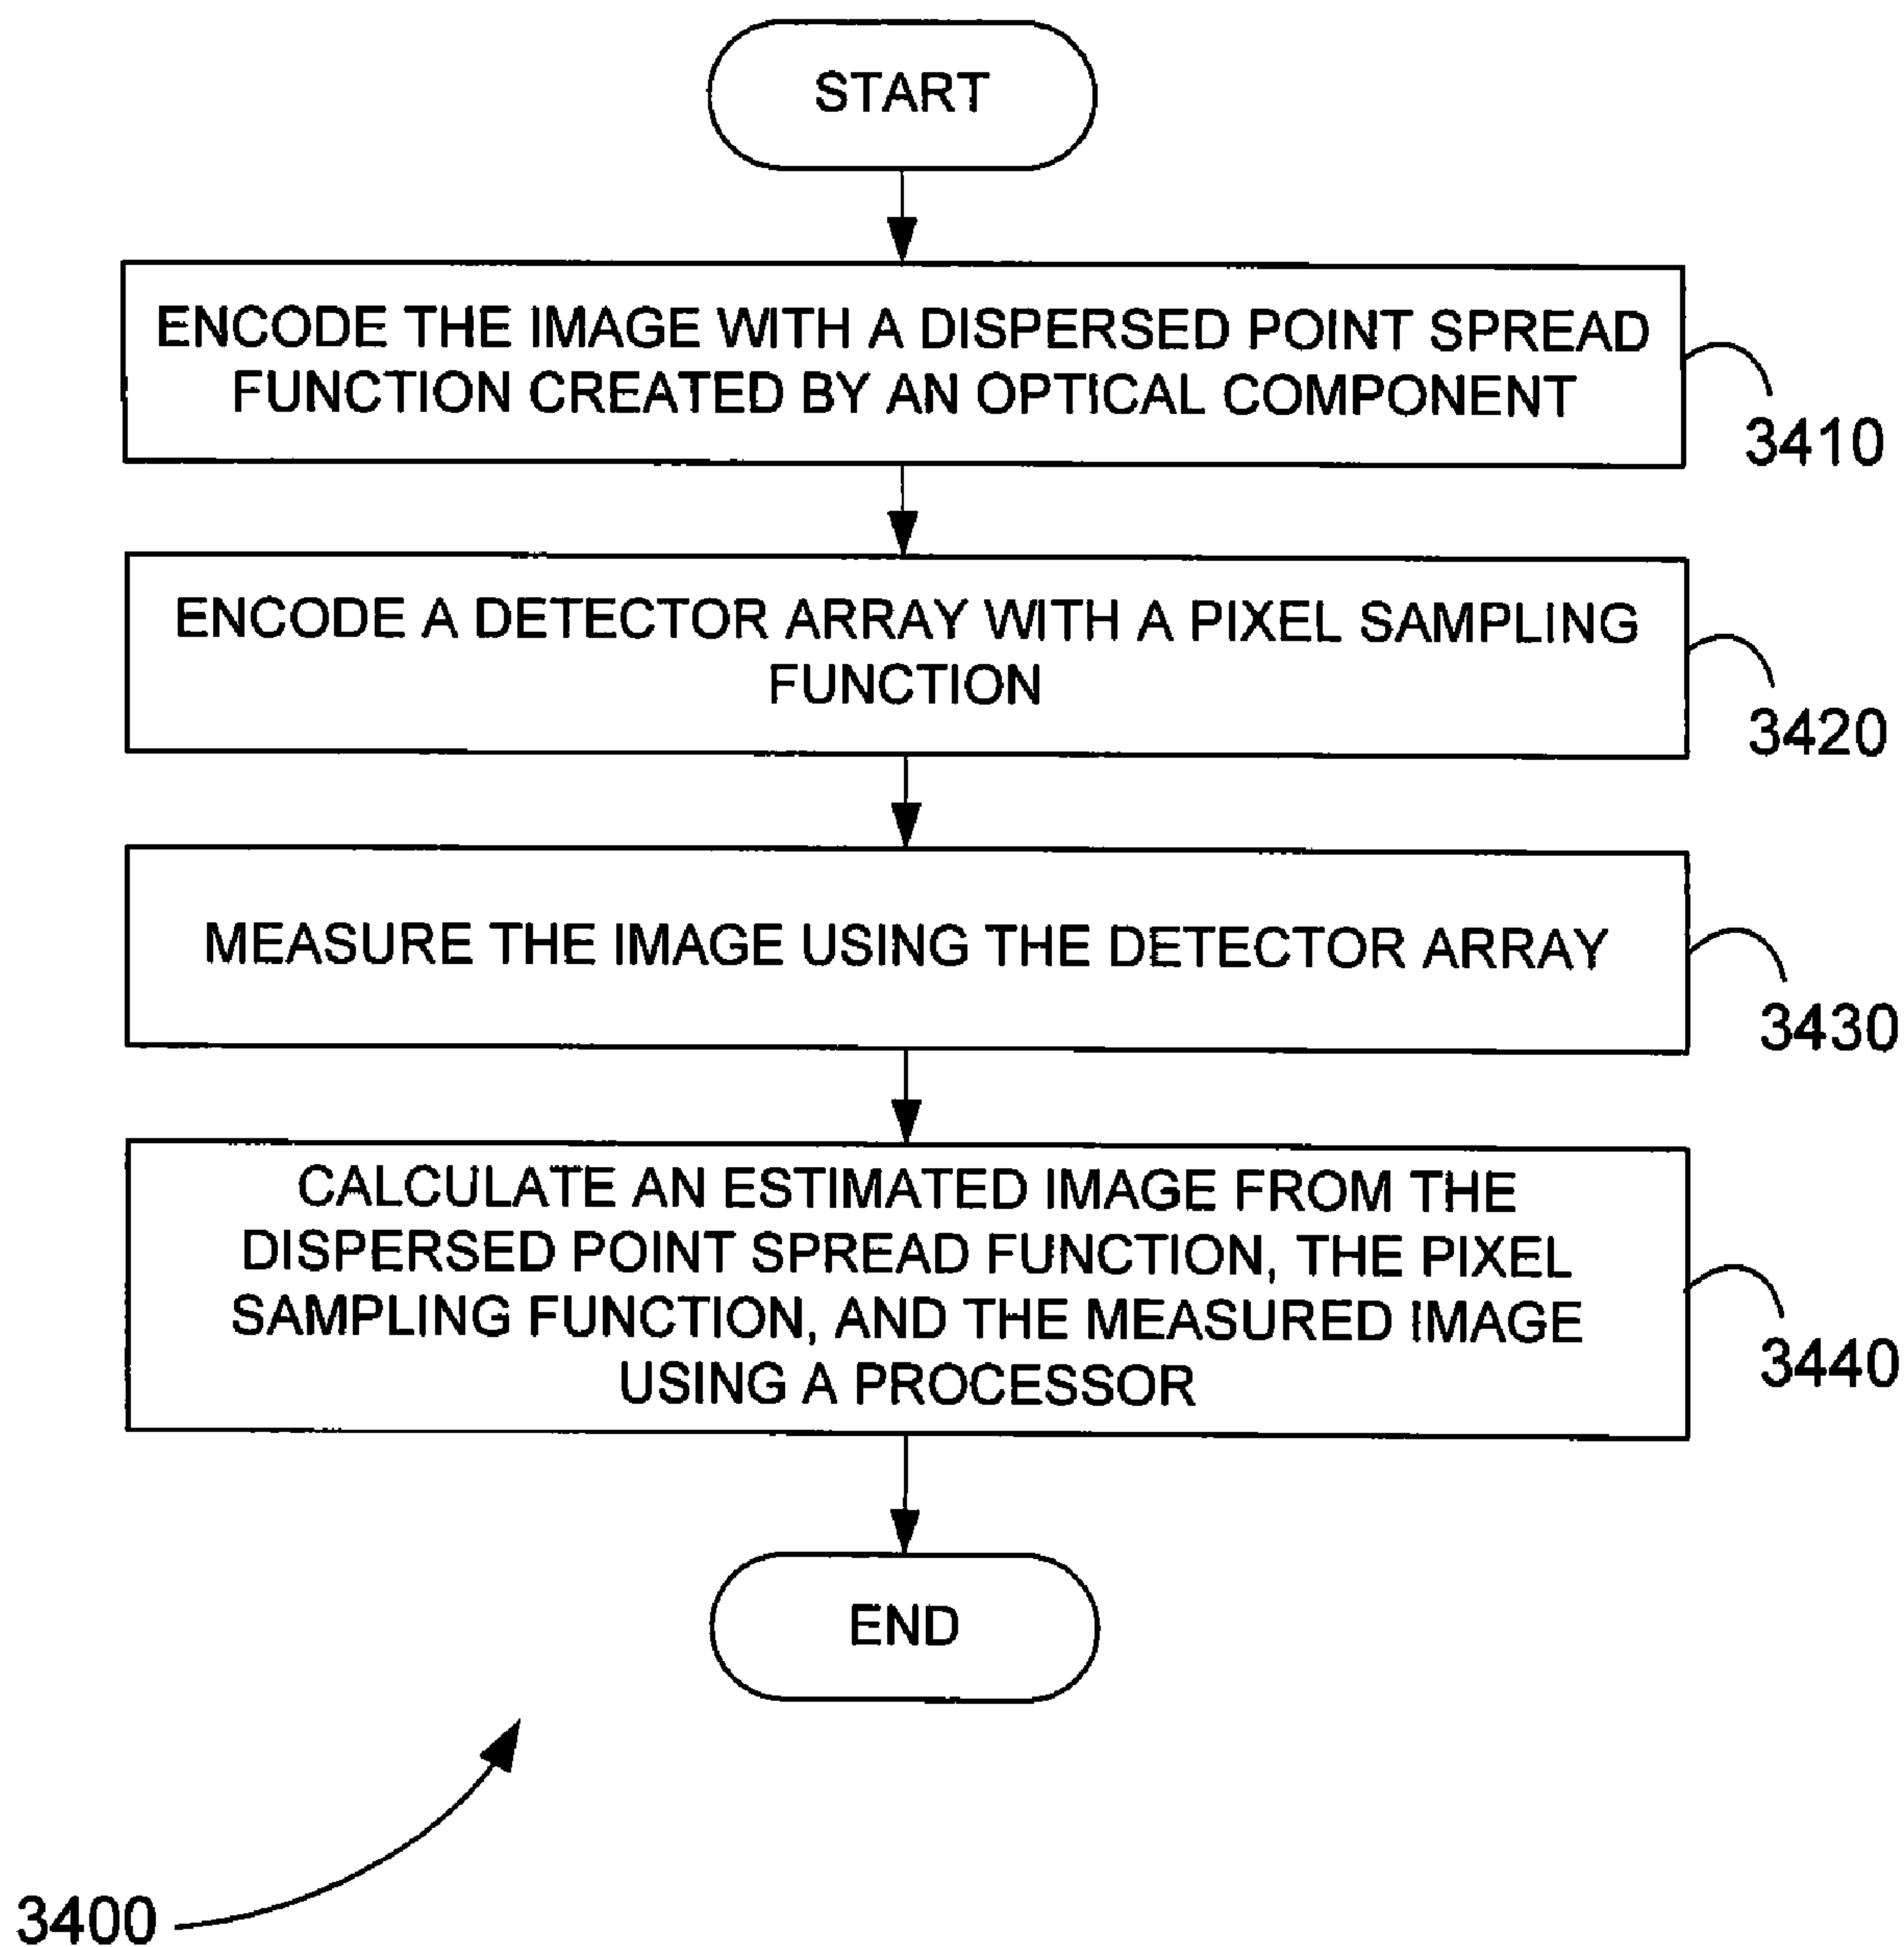 START
ENCODE THE IMAGE WITH A DISPERSED POINT SPREAD
FUNCTION CREATED BY AN OPTICAL COMPONENT
3410
ENCODE A DETECTOR ARRAY WITH A PIXEL SAMPLING
FUNCTION
3420
MEASURE THE IMAGE USING THE DETECTOR ARRAY
3430
CALCULATE AN ESTIMATED IMAGE FROM THE
DISPERSED POINT SPREAD FUNCTION, THE PIXEL
SAMPLING FUNCTION, AND THE MEASURED IMAGE
USING A PROCESSOR
3440
END
3400